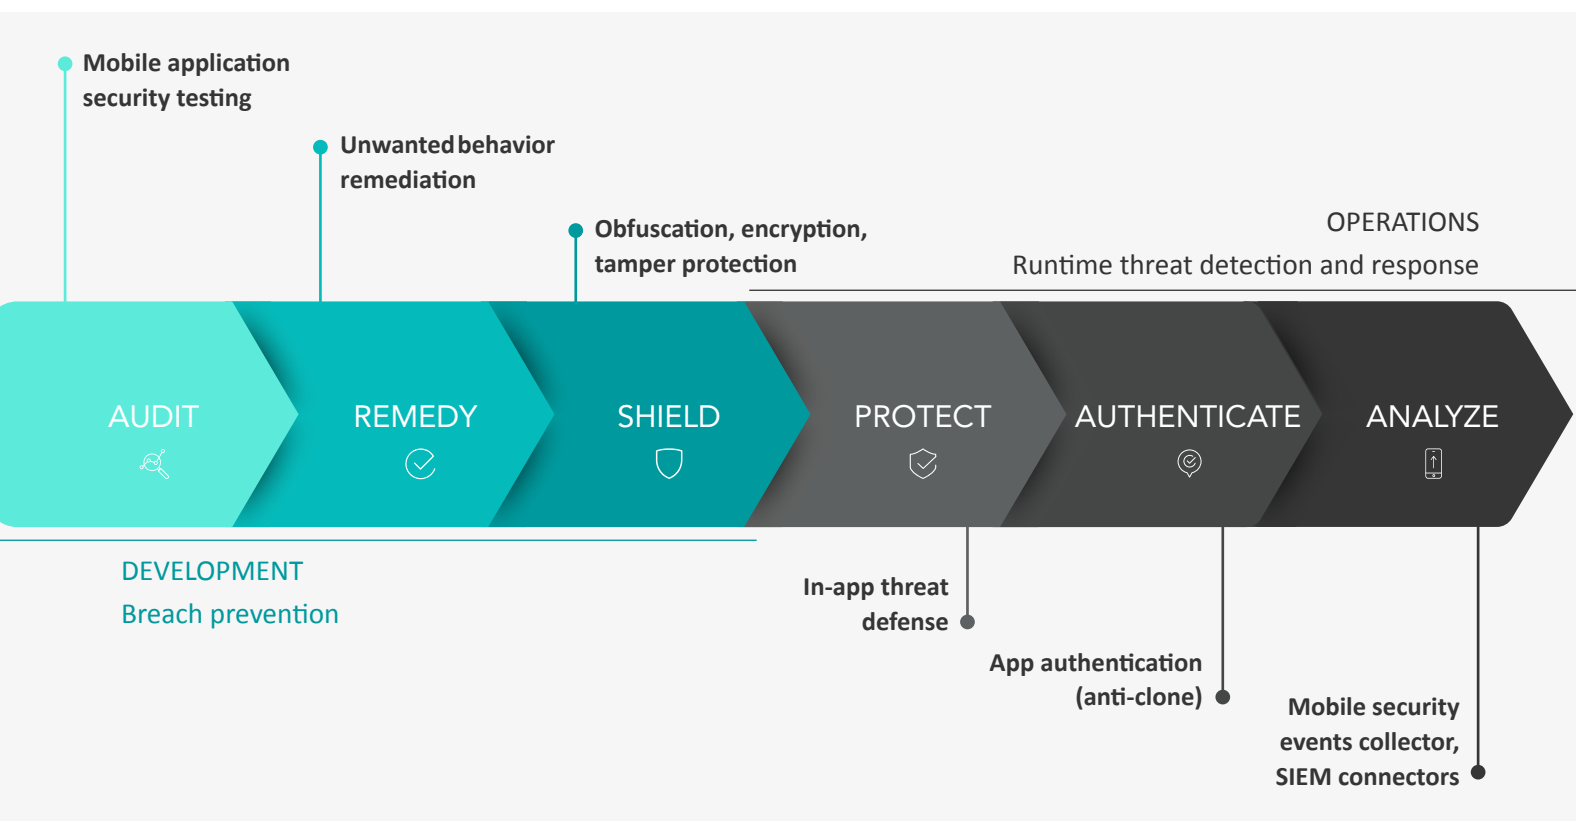 Mobile application
security testing
Unwanted behavior
remediation
Obfuscation, encryption,
tamper protection
OPERATIONS
Runtime threat detection and response
AUDIT
REMEDY
SHIELD
PROTECT
AUTHENTICATE
ANALYZE
DEVELOPMENT
Breach prevention
In-app threat
defense
App authentication
(anti-clone)
Mobile security
events collector,
SIEM connectors